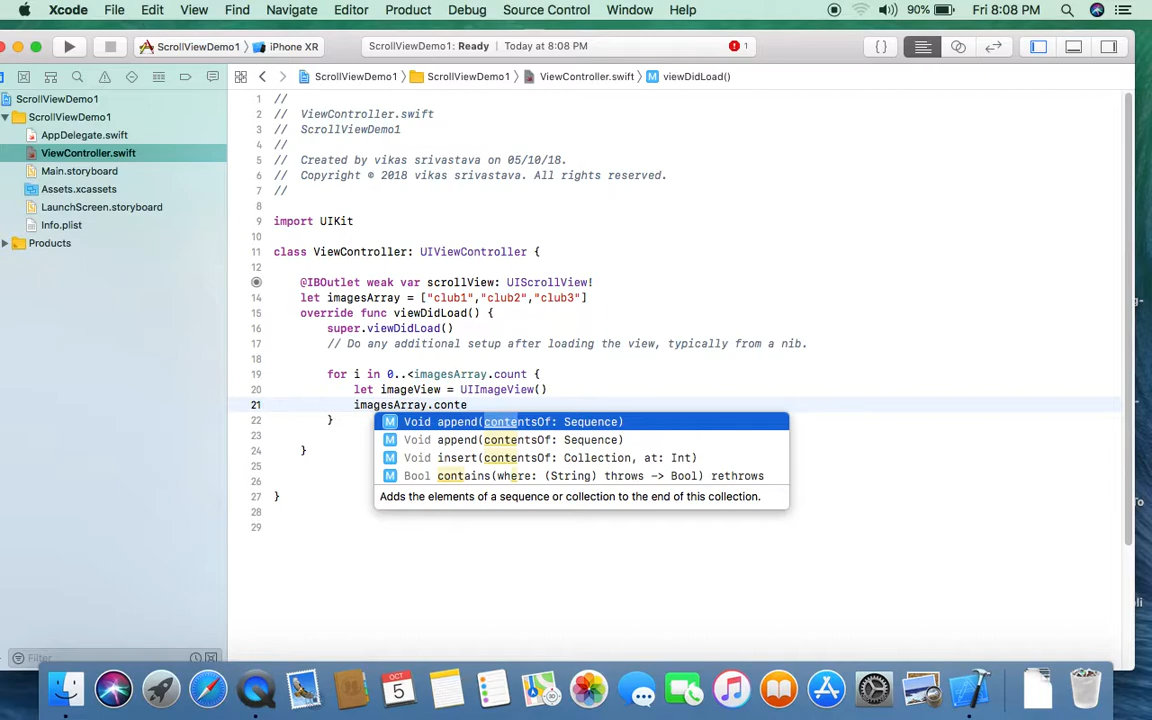 Xcode File Edit View Find Navigate Editor Product Debug Source Control Window Help 90% Fri 8:08 PM
ScrollViewDemo1 iPhone XR ScrollViewDemo1: Ready Today at 8:08 PM 1
ScrollViewDemo1 ScrollViewDemo1 ViewController.swift M viewDidLoad()
ScrollViewDemo1
ScrollViewDemo1
AppDelegate.swift
ViewController.swift
Main.storyboard
Assets.xcassets
LaunchScreen.storyboard
Info.plist
Products
Filter
1 //
2 // ViewController.swift
3 // ScrollViewDemo1
4 //
5 // Created by vikas srivastava on 05/10/18.
6 // Copyright © 2018 vikas srivastava. All rights reserved.
7 //
8
9 import UIKit
10
11 class ViewController: UIViewController {
12
@IBOutlet weak var scrollView: UIScrollView!
14 let imagesArray = ["club1","club2","club3"]
15 override func viewDidLoad() {
16 super.viewDidLoad()
17 // Do any additional setup after loading the view, typically from a nib.
18
19 for i in 0..<imagesArray.count {
20 let imageView = UIImageView()
21 imagesArray.conte
22 }
23
24 }
25
26
27 }
28
29
M Void append(contentsOf: Sequence)
M Void append(contentsOf: Sequence)
M Void insert(contentsOf: Collection, at: Int)
M Bool contains(where: (String) throws -> Bool) rethrows
Adds the elements of a sequence or collection to the end of this collection.
OCT
5